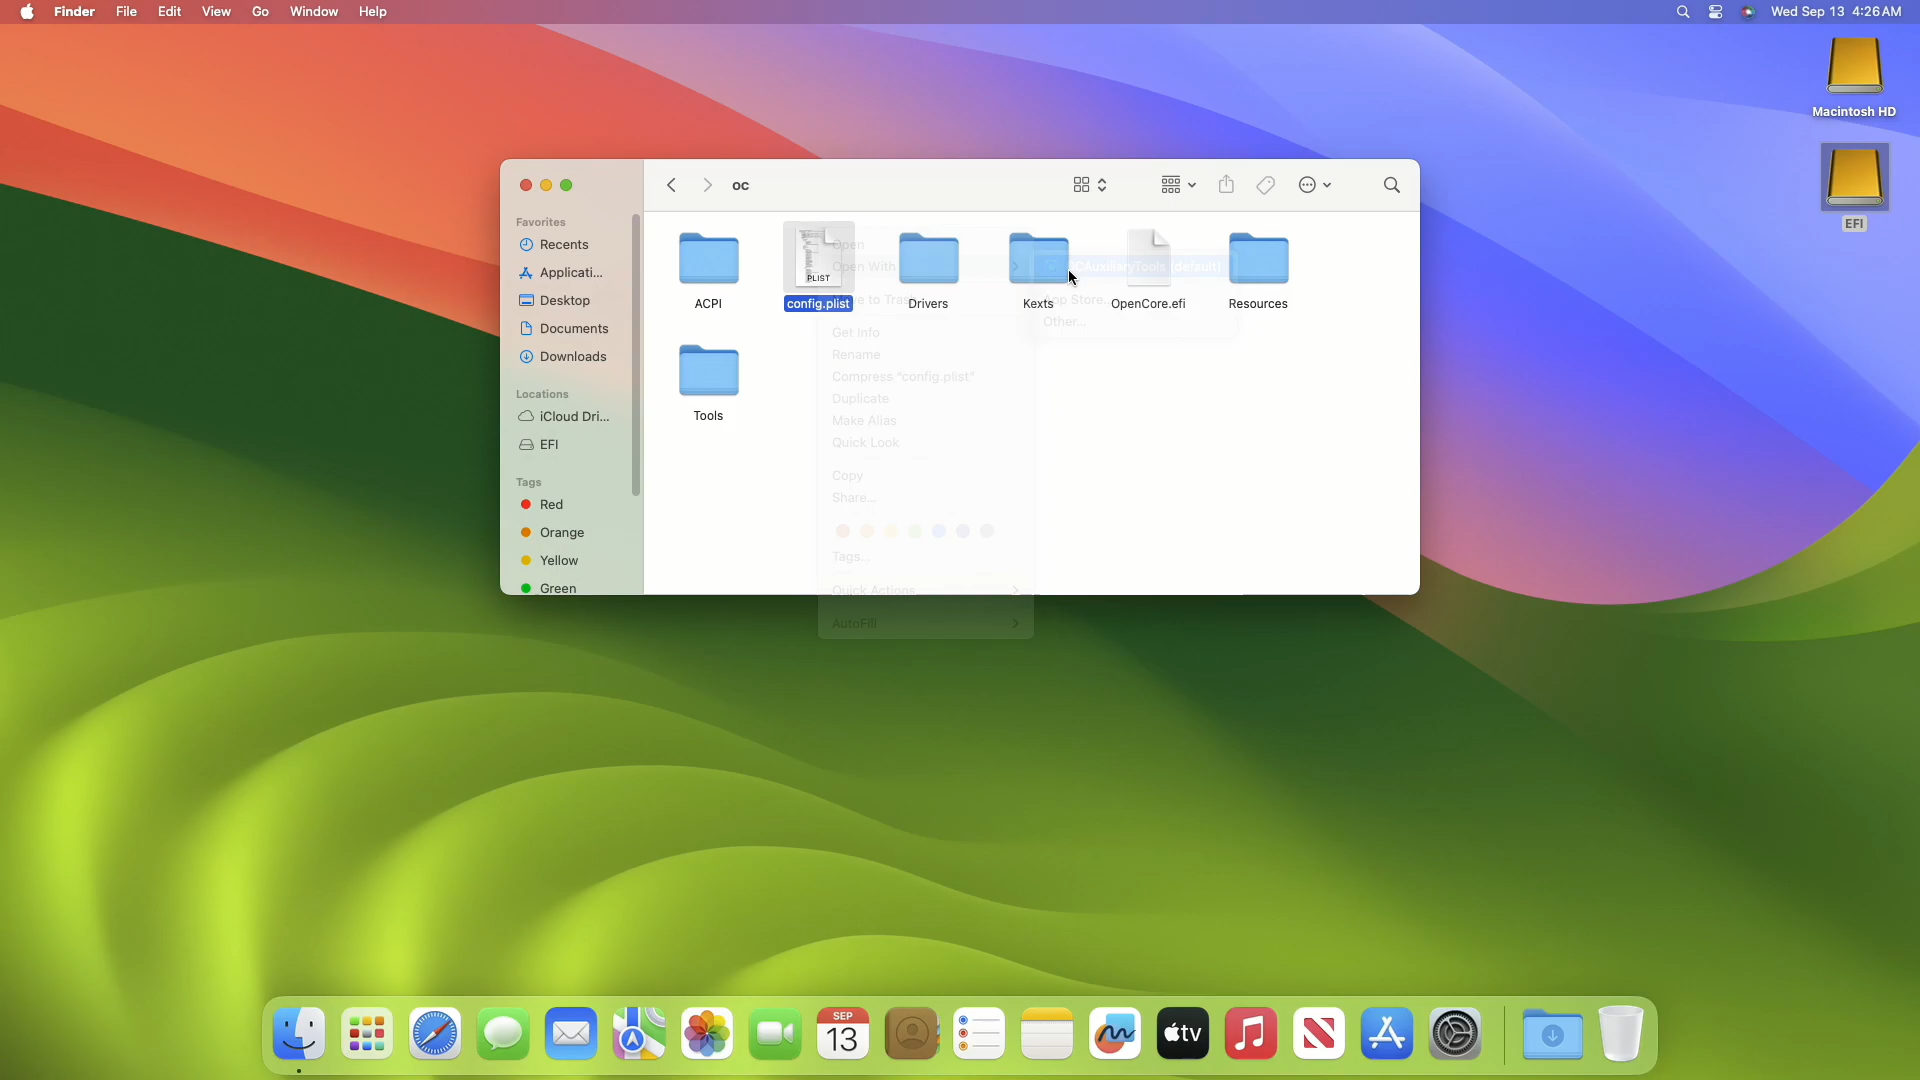 Finder File Edit View Go Window Help
Wed Sep 13 4:26 AM
Macintosh HD
EFI
oc
Favorites
Recents
Applicati...
Desktop
Documents
Downloads
Locations
iCloud Dri...
EFI
Tags
Red
Orange
Yellow
Green
ACPI
PLIST
config.plist
Drivers
Kexts
OpenCore.efi
Resources
Tools
Open
Open With
to Trash
Get Info
Rename
Compress “config.plist”
Duplicate
Make Alias
Quick Look
Copy
Share...
Tags...
Quick Actions
AutoFill
CAuxiliaryTools (default)
Store...
Other...
SEP
13
tv